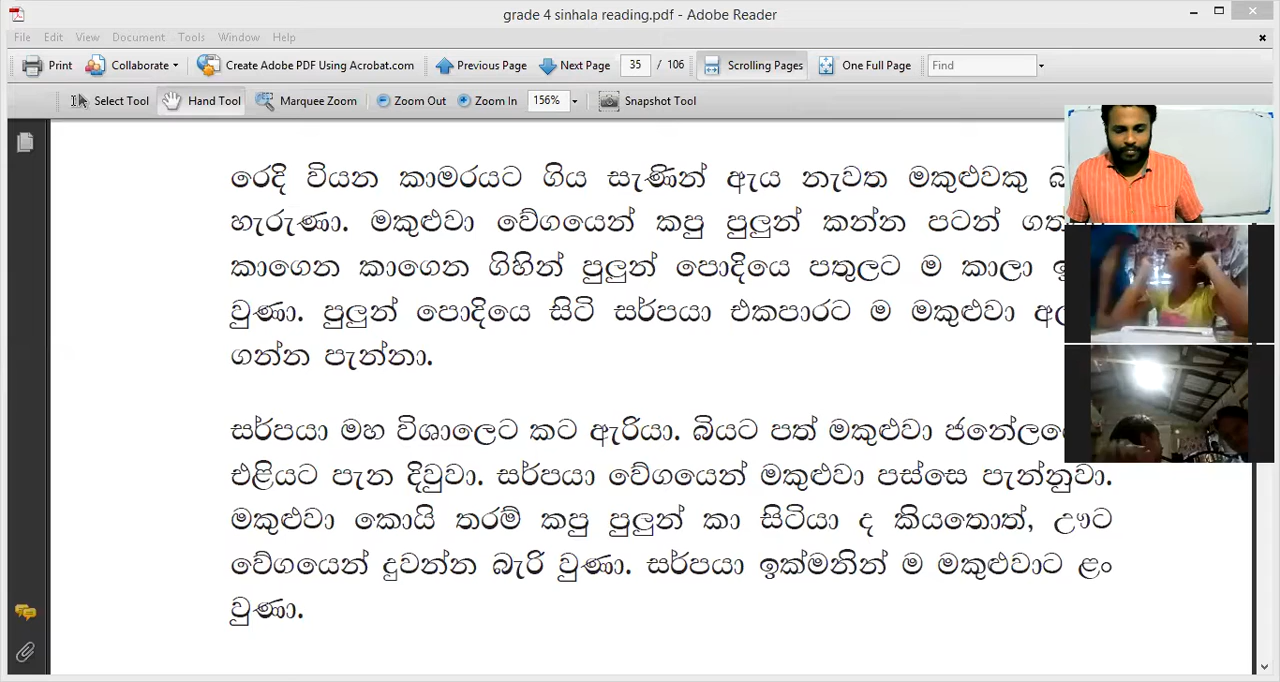 grade 4 sinhala reading.pdf - Adobe Reader
File Edit View Document Tools Window Help
Print Collaborate Create Adobe PDF Using Acrobat.com Previous Page Next Page 35 / 106 Scrolling Pages One Full Page Find
Select Tool Hand Tool Marquee Zoom Zoom Out Zoom In 156% Snapshot Tool
රෙදි වියන කාමරයට ගිය සැණින් ඇය නැවත මකුළුවකු
හැරුණා. මකුළුවා වේගයෙන් කපු පුලුන් කන්න පටන්
කාගෙන කාගෙන ගිහින් පුලුන් පොදියෙ පතුලට ම කාලා
වුණා. පුලුන් පොදියෙ සිටි සර්පයා එකපාරට ම මකුළුවා
ගන්න පැන්නා.
සර්පයා මහ විශාලෙට කට ඇරියා. බියට පත් මකුළුවා
එළියට පැන දිවුවා. සර්පයා වේගයෙන් මකුළුවා පස්සෙ පැන්නුවා.
මකුළුවා කොයි තරම් කපු පුලුන් කා සිටියා ද කියතොත්, ඌට
වේගයෙන් දුවන්න බැරි වුණා. සර්පයා ඉක්මනින් ම මකුළුවාට ළං
වුණා.